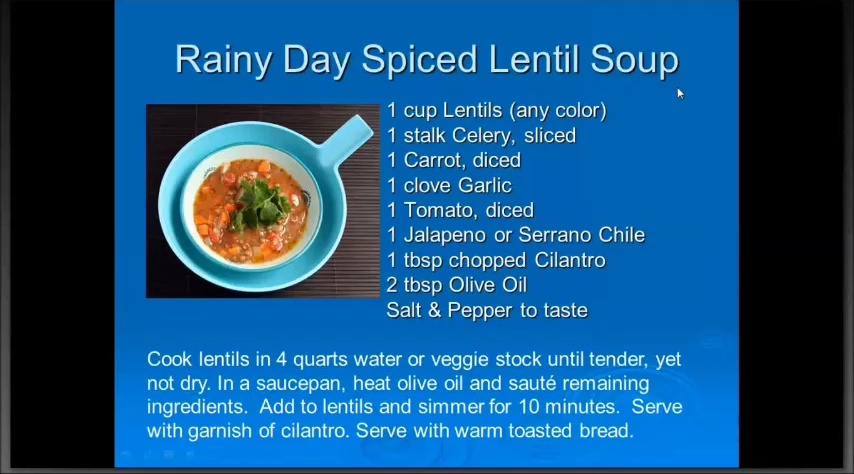 Rainy Day Spiced Lentil Soup
1 cup Lentils (any color)
1 stalk Celery, sliced
1 Carrot, diced
1 clove Garlic
1 Tomato, diced
1 Jalapeno or Serrano Chile
1 tbsp chopped Cilantro
2 tbsp Olive Oil
Salt & Pepper to taste
Cook lentils in 4 quarts water or veggie stock until tender, yet
not dry. In a saucepan, heat olive oil and sauté remaining
ingredients.  Add to lentils and simmer for 10 minutes.  Serve
with garnish of cilantro. Serve with warm toasted bread.